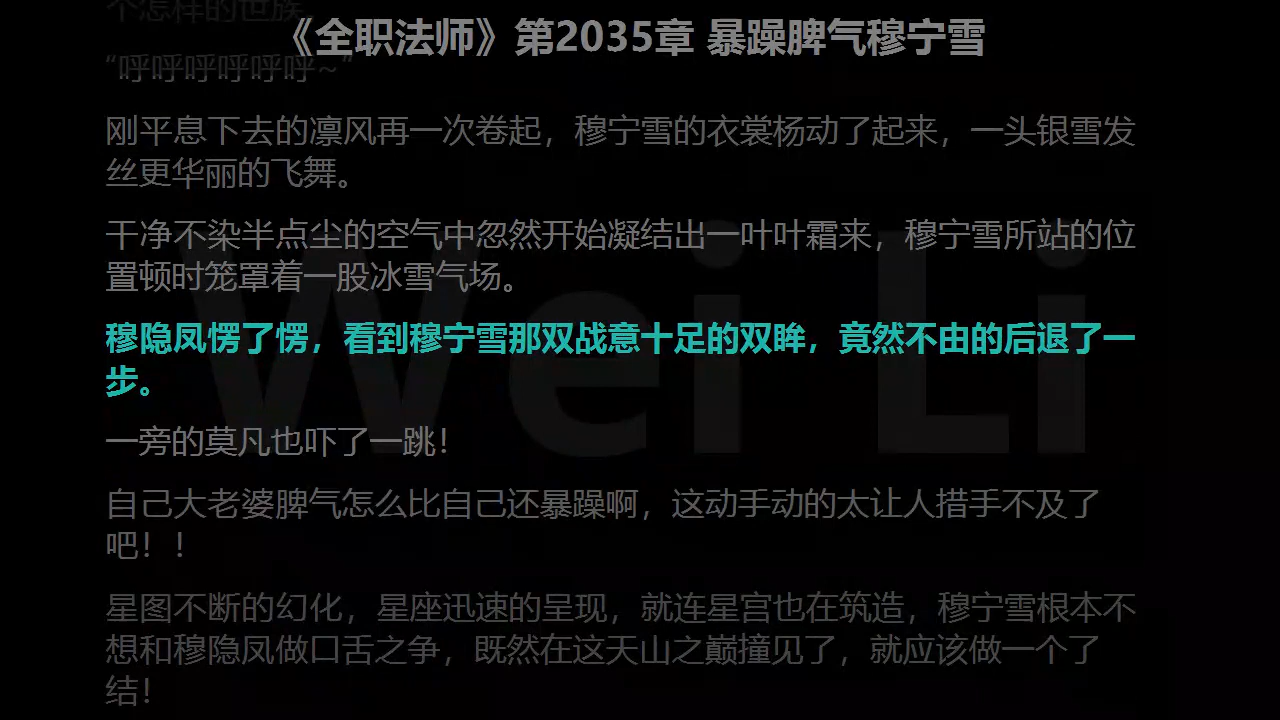 个怎样的世族
《全职法师》第2035章 暴躁脾气穆宁雪
“呼呼呼呼呼呼~”
刚平息下去的凛风再一次卷起，穆宁雪的衣裳杨动了起来，一头银雪发
丝更华丽的飞舞。
干净不染半点尘的空气中忽然开始凝结出一叶叶霜来，穆宁雪所站的位
置顿时笼罩着一股冰雪气场。
穆隐凤愣了愣，看到穆宁雪那双战意十足的双眸，竟然不由的后退了一
步。
一旁的莫凡也吓了一跳！
自己大老婆脾气怎么比自己还暴躁啊，这动手动的太让人措手不及了
吧！！
星图不断的幻化，星座迅速的呈现，就连星宫也在筑造，穆宁雪根本不
想和穆隐凤做口舌之争，既然在这天山之巅撞见了，就应该做一个了
结！
Wei Li